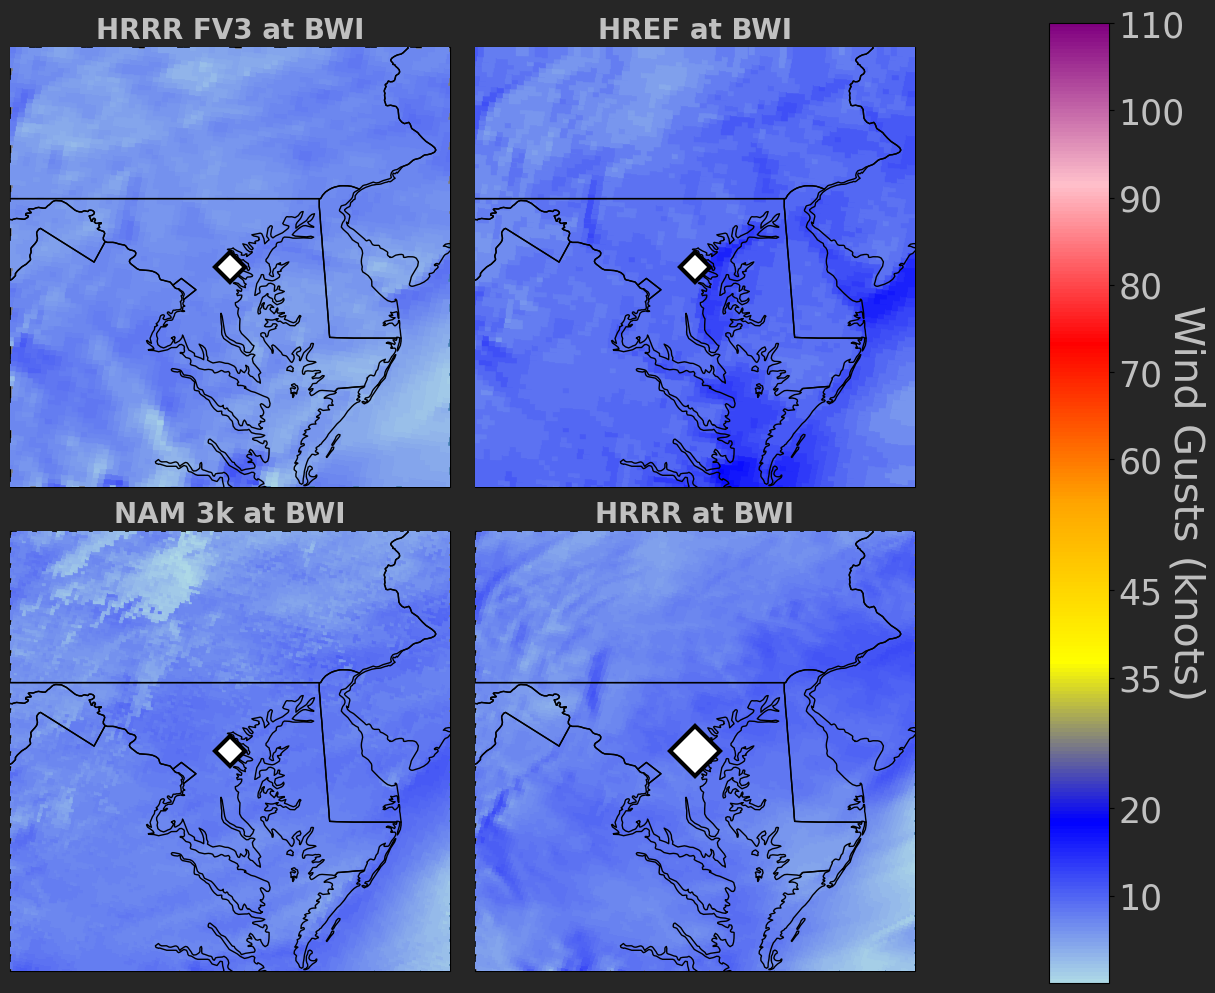 HRRR FV3 at BWI
HREF at BWI
NAM 3k at BWI
HRRR at BWI
110
100
90
80
70
60
45
35
20
10
Wind Gusts (knots)